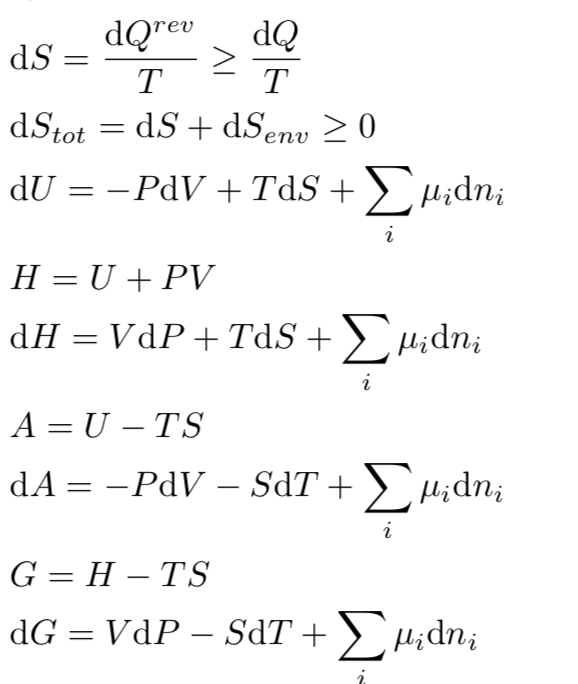 dS = dQ^{rev}/T ≥ dQ/T
dS_{tot} = dS + dS_{env} ≥ 0
dU = −PdV + TdS + ∑_i μ_i dn_i
H = U + PV
dH = VdP + TdS + ∑_i μ_i dn_i
A = U − TS
dA = −PdV − SdT + ∑_i μ_i dn_i
G = H − TS
dG = VdP − SdT + ∑_i μ_i dn_i